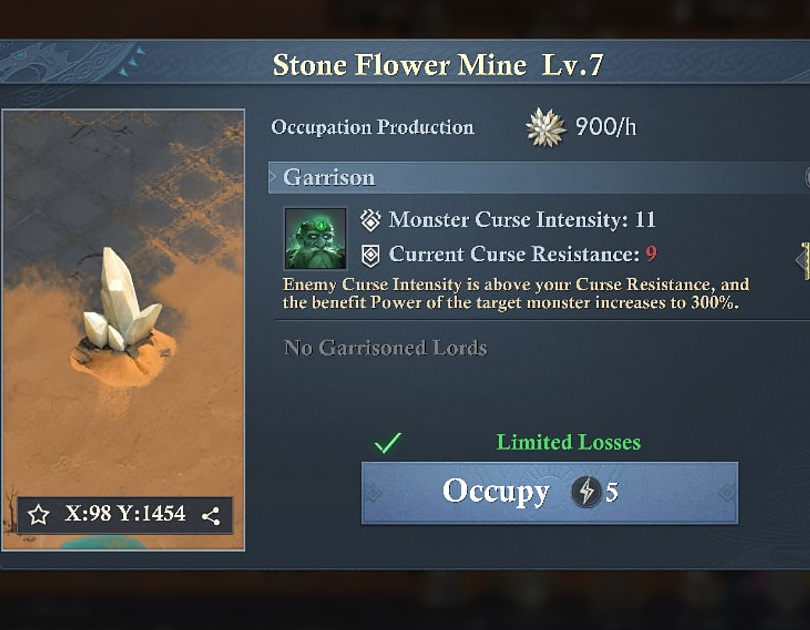 Stone Flower Mine Lv.7
Occupation Production 900/h
Garrison
Monster Curse Intensity: 11
Current Curse Resistance: 9
Enemy Curse Intensity is above your Curse Resistance, and
the benefit Power of the target monster increases to 300%.
No Garrisoned Lords
Limited Losses
Occupy 5
X:98 Y:1454